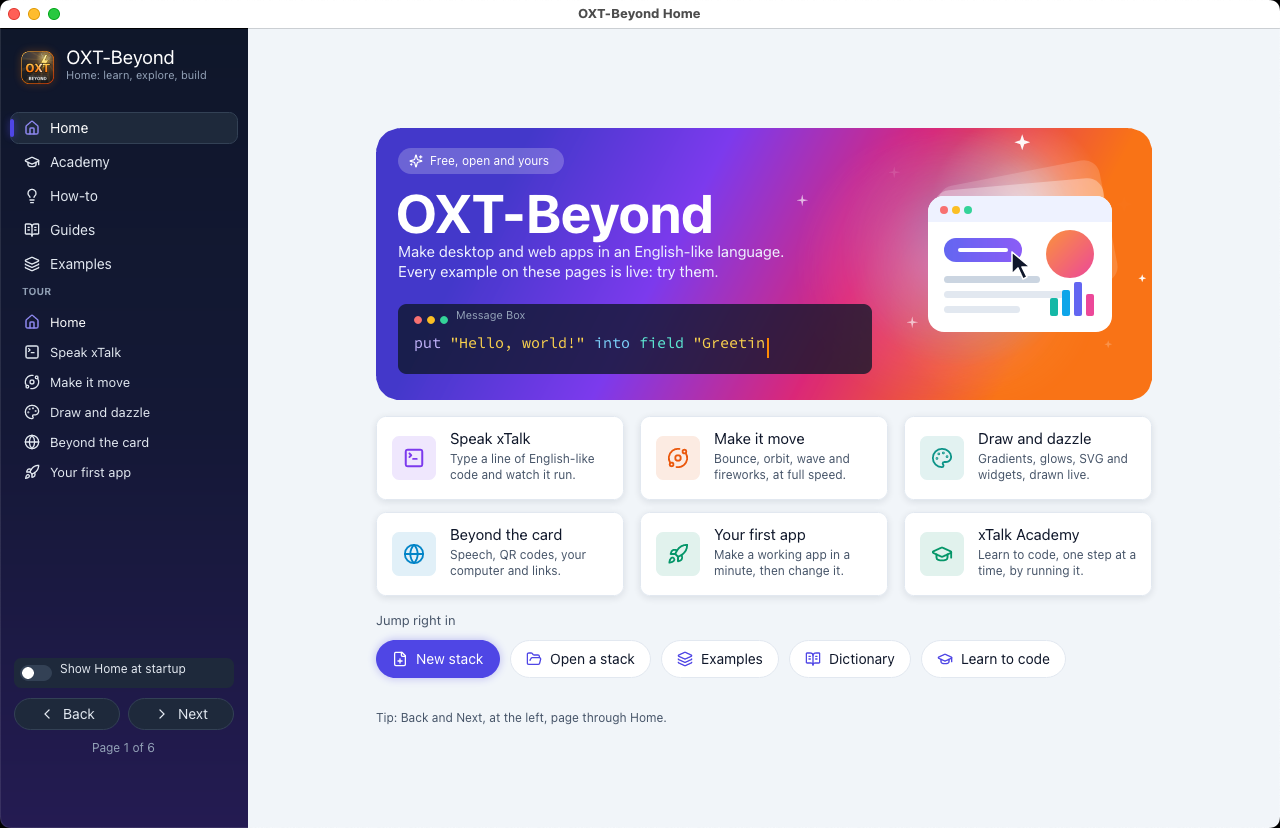 OXT-Beyond Home
OXT
BEYOND
OXT-Beyond
Home: learn, explore, build
Home
Academy
How-to
Guides
Examples
TOUR
Home
Speak xTalk
Make it move
Draw and dazzle
Beyond the card
Your first app
Show Home at startup
Back
Next
Page 1 of 6
Free, open and yours
OXT-Beyond
Make desktop and web apps in an English-like language.
Every example on these pages is live: try them.
Message Box
put "Hello, world!" into field "Greetin
Speak xTalk
Type a line of English-like
code and watch it run.
Make it move
Bounce, orbit, wave and
fireworks, at full speed.
Draw and dazzle
Gradients, glows, SVG and
widgets, drawn live.
Beyond the card
Speech, QR codes, your
computer and links.
Your first app
Make a working app in a
minute, then change it.
xTalk Academy
Learn to code, one step at a
time, by running it.
Jump right in
New stack
Open a stack
Examples
Dictionary
Learn to code
Tip: Back and Next, at the left, page through Home.